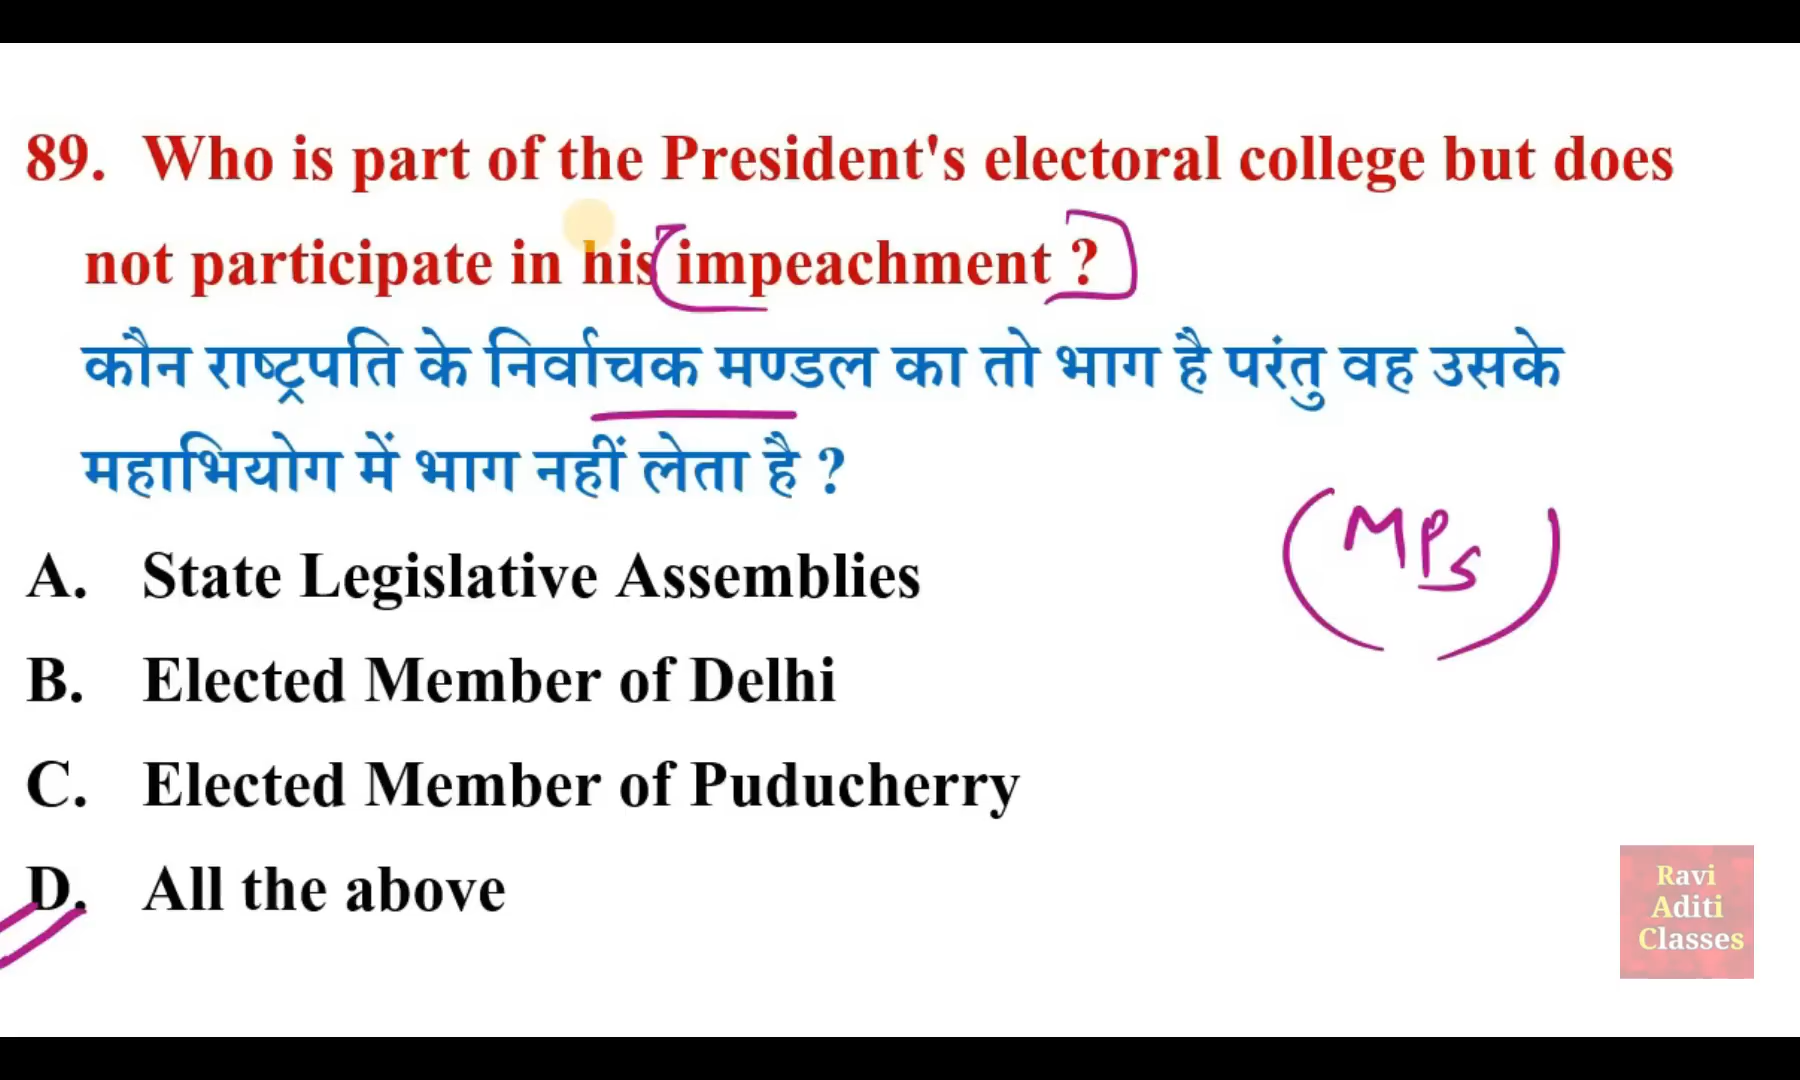 89. Who is part of the President's electoral college but does
not participate in his impeachment ?
कौन राष्ट्रपति के निर्वाचक मण्डल का तो भाग है परंतु वह उसके
महाभियोग में भाग नहीं लेता है ?
MPs
A. State Legislative Assemblies
B. Elected Member of Delhi
C. Elected Member of Puducherry
D. All the above
Ravi
Aditi
Classes